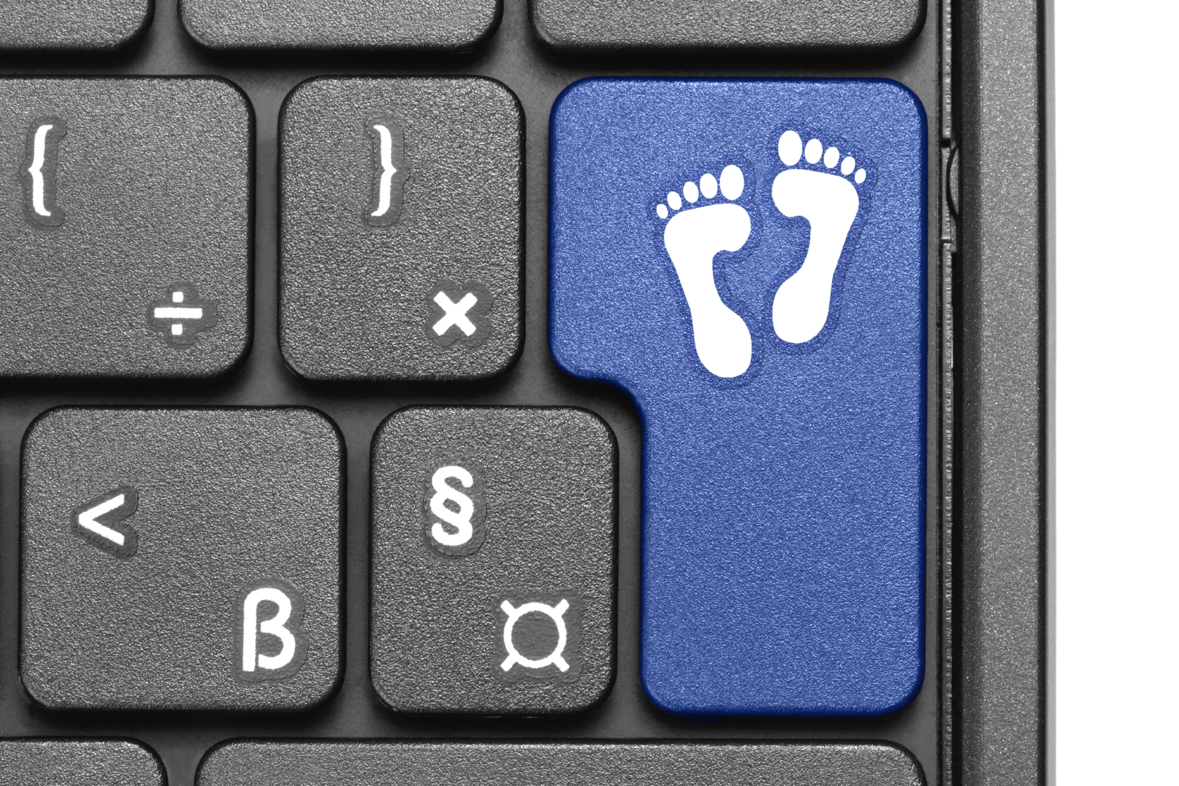 { }
÷ ×
< §
ß ¤